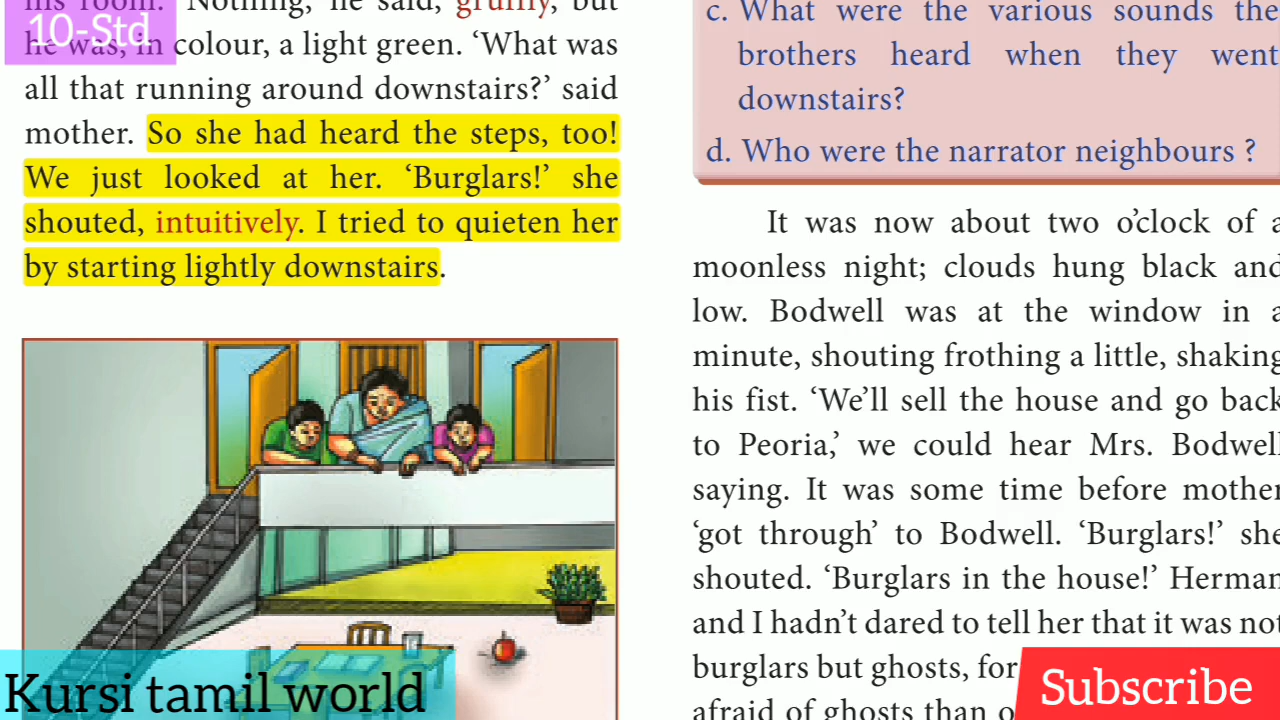 his room. 'Nothing,' he said, gruffly, but
he was, in colour, a light green. 'What was
all that running around downstairs?' said
mother. So she had heard the steps, too!
We just looked at her. 'Burglars!' she
shouted, intuitively. I tried to quieten her
by starting lightly downstairs.
c. What were the various sounds the
brothers heard when they went
downstairs?
d. Who were the narrator neighbours ?
It was now about two o'clock of a
moonless night; clouds hung black and
low. Bodwell was at the window in a
minute, shouting frothing a little, shaking
his fist. 'We'll sell the house and go back
to Peoria,' we could hear Mrs. Bodwell
saying. It was some time before mother
'got through' to Bodwell. 'Burglars!' she
shouted. 'Burglars in the house!' Herman
and I hadn't dared to tell her that it was not
burglars but ghosts, for
afraid of ghosts than
10-Std
Kursi tamil world
Subscribe